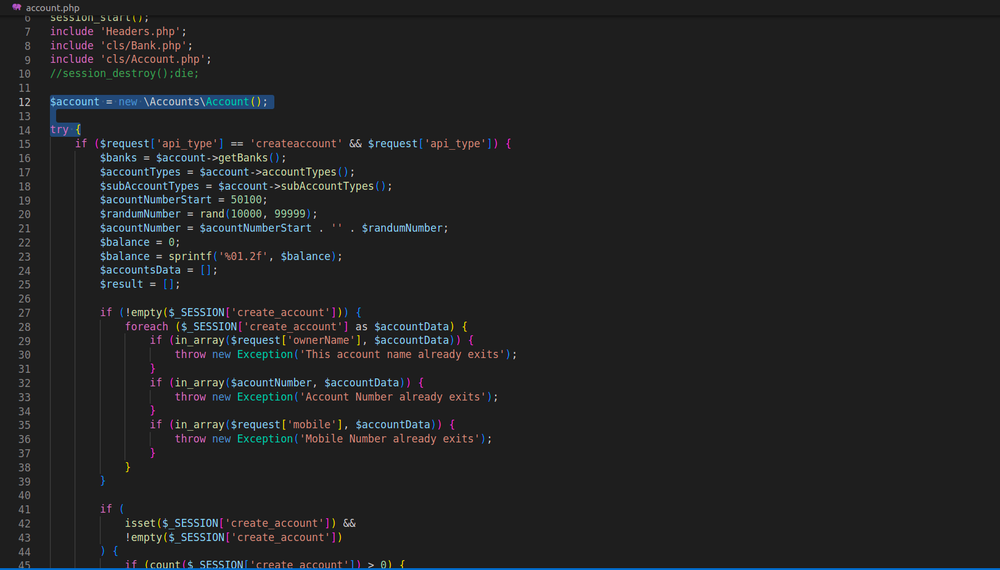 account.php
6 session_start();
7 include 'Headers.php';
8 include 'cls/Bank.php';
9 include 'cls/Account.php';
10 //session_destroy();die;
11
12 $account = new \Accounts\Account();
13
14 try {
15     if ($request['api_type'] == 'createaccount' && $request['api_type']) {
16         $banks = $account->getBanks();
17         $accountTypes = $account->accountTypes();
18         $subAccountTypes = $account->subAccountTypes();
19         $acountNumberStart = 50100;
20         $randumNumber = rand(10000, 99999);
21         $acountNumber = $acountNumberStart . '' . $randumNumber;
22         $balance = 0;
23         $balance = sprintf('%01.2f', $balance);
24         $accountsData = [];
25         $result = [];
26
27         if (!empty($_SESSION['create_account'])) {
28             foreach ($_SESSION['create_account'] as $accountData) {
29                 if (in_array($request['ownerName'], $accountData)) {
30                     throw new Exception('This account name already exits');
31                 }
32                 if (in_array($acountNumber, $accountData)) {
33                     throw new Exception('Account Number already exits');
34                 }
35                 if (in_array($request['mobile'], $accountData)) {
36                     throw new Exception('Mobile Number already exits');
37                 }
38             }
39         }
40
41         if (
42             isset($_SESSION['create_account']) &&
43             !empty($_SESSION['create_account'])
44         ) {
45             if (count($_SESSION['create_account']) > 0) {